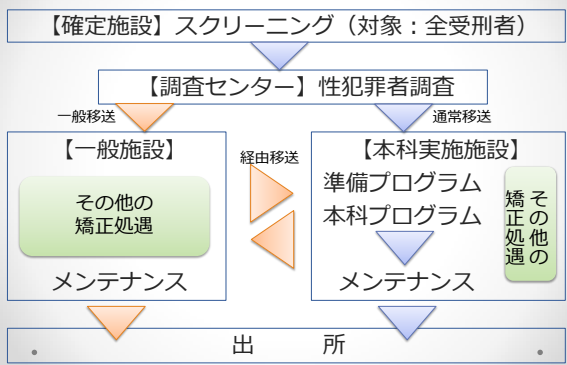 【確定施設】スクリーニング（対象：全受刑者）
【調査センター】性犯罪者調査
一般移送
通常移送
【一般施設】
その他の
矯正処遇
メンテナンス
経由移送
【本科実施施設】
準備プログラム
本科プログラム
その他の
矯正処遇
メンテナンス
出　所